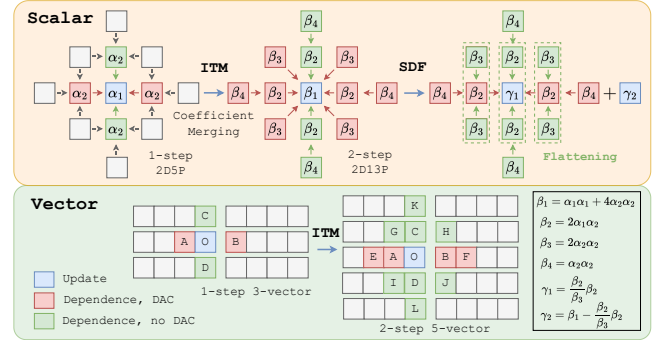 Scalar
β₄ β₄
α₂ β₃ β₂ β₃ β₃ β₂ β₃
ITM SDF
α₂ α₁ α₂ β₄ β₂ β₁ β₂ β₄ β₄ β₂ γ₁ β₂ β₄ + γ₂
Coefficient
Merging
α₂ β₃ β₂ β₃ β₃ β₂ β₃
1-step
2D5P
2-step
2D13P
β₄ β₄
Flattening
Vector
C
A O B
D
1-step 3-vector
ITM
K
G C H
E A O B F
I D J
L
2-step 5-vector
Update
Dependence, DAC
Dependence, no DAC
β₁ = α₁α₁ + 4α₂α₂
β₂ = 2α₁α₂
β₃ = 2α₂α₂
β₄ = α₂α₂
γ₁ = β₂/β₃ β₂
γ₂ = β₁ − β₂/β₃ β₂